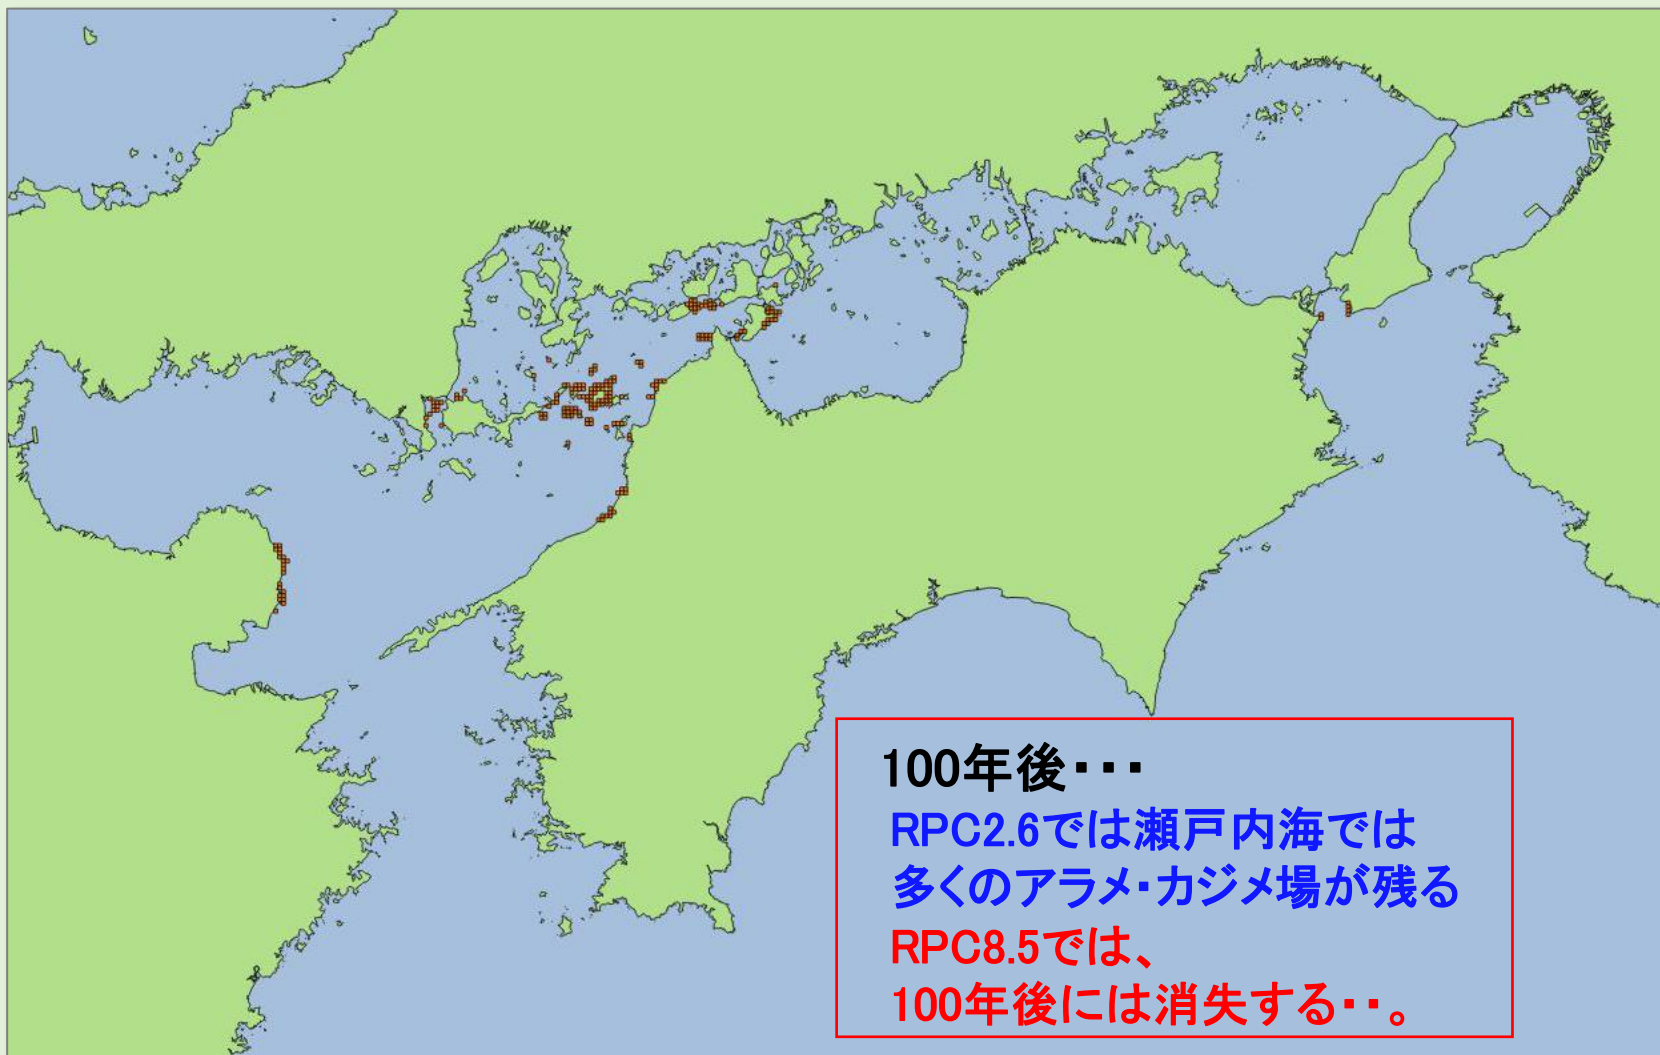 100年後・・・
RPC2.6では瀬戸内海では
多くのアラメ・カジメ場が残る
RPC8.5では、
100年後には消失する・・。